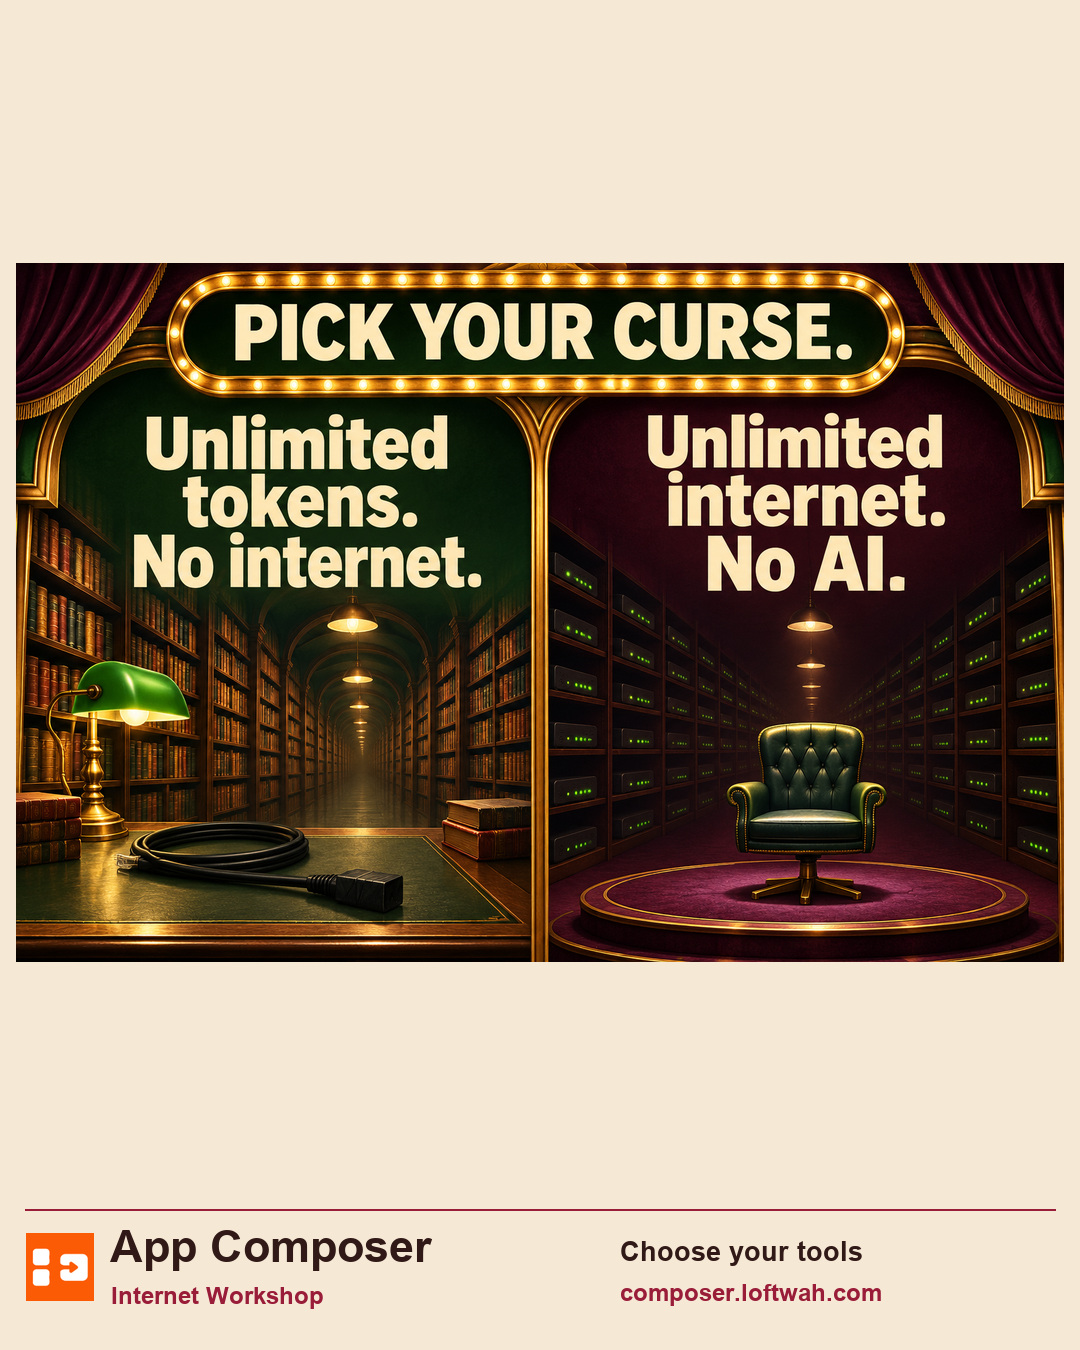 PICK YOUR CURSE.
Unlimited
tokens.
No internet.
Unlimited
internet.
No AI.
App Composer
Internet Workshop
Choose your tools
composer.loftwah.com